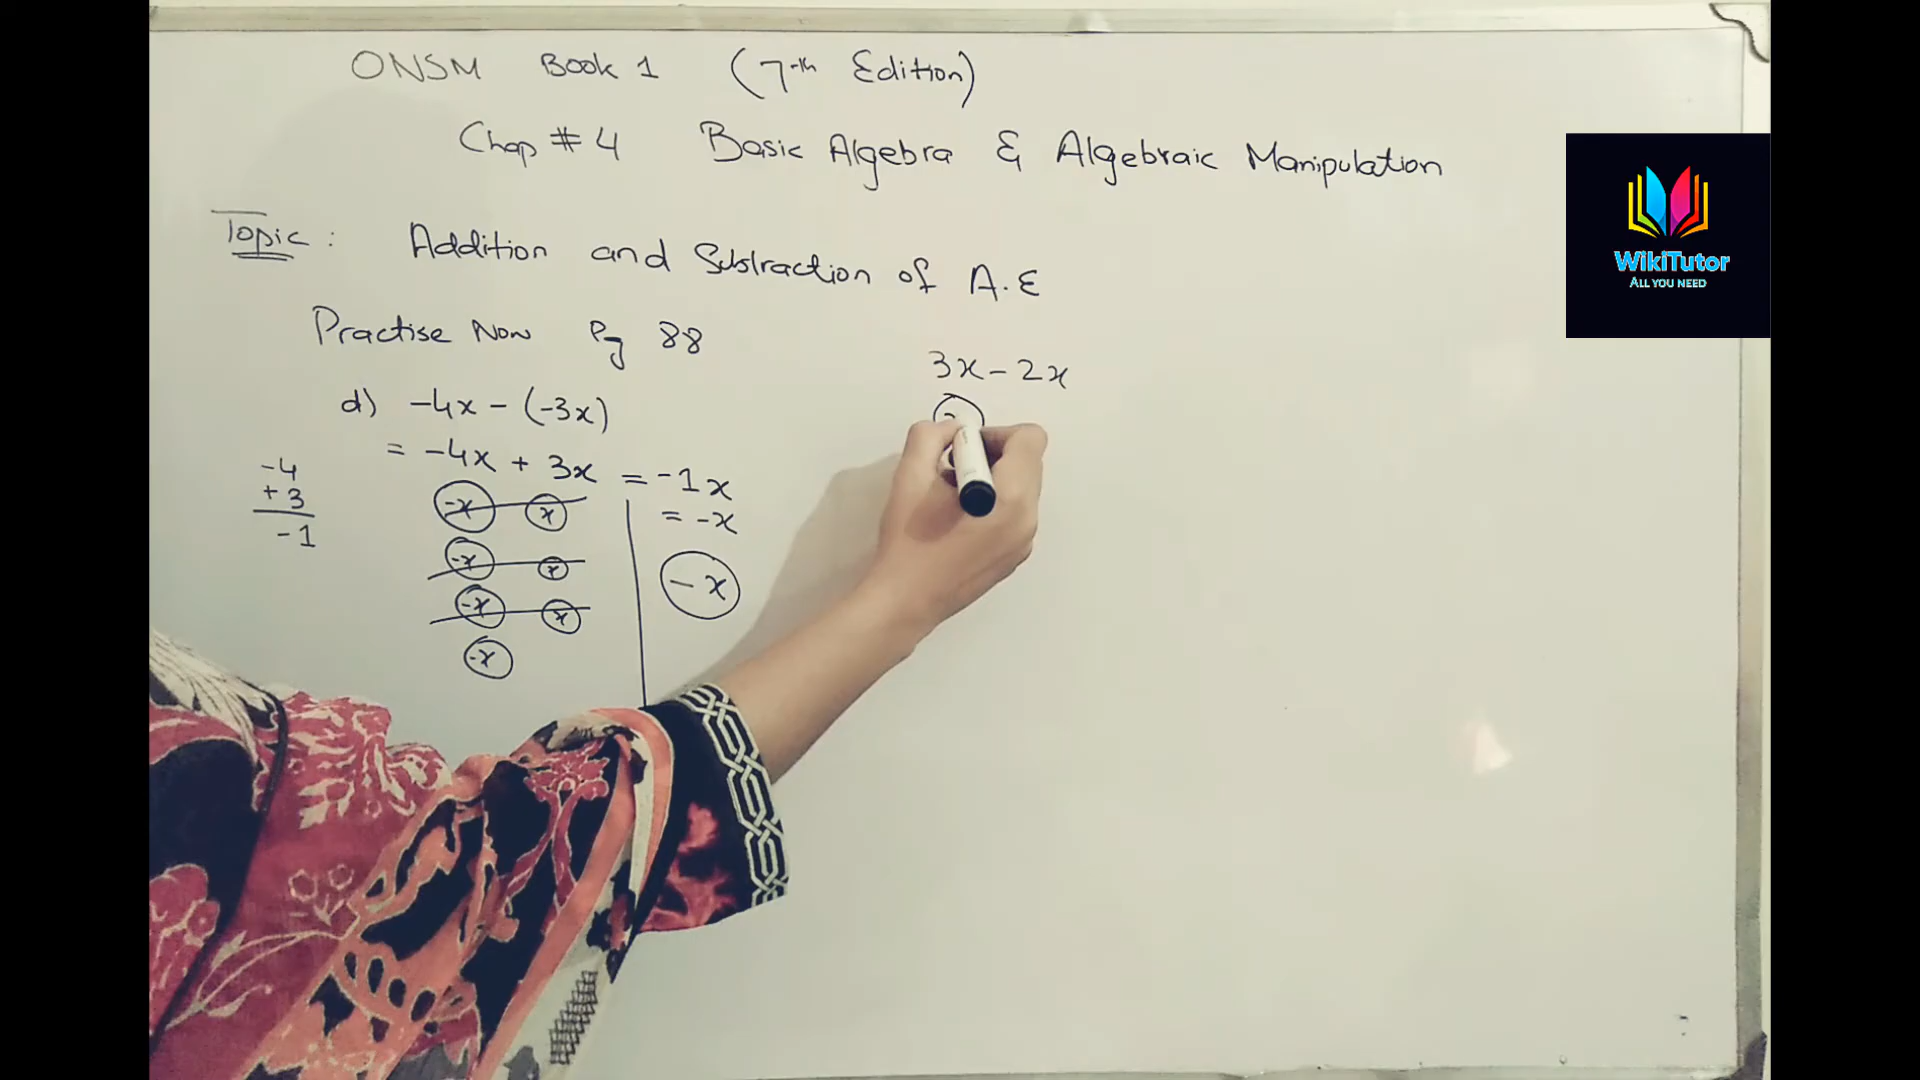 ONSM Book 1 (7th Edition)
Chap # 4 Basic Algebra & Algebraic Manipulation
WikiTutor
ALL YOU NEED
Topic : Addition and Subtraction of A.E
Practise Now Pg 88
d) -4x - (-3x)
= -4x + 3x = -1x
= -x
-4
+ 3
-1
-x x
-x x
-x x
-x
- x
3x - 2x